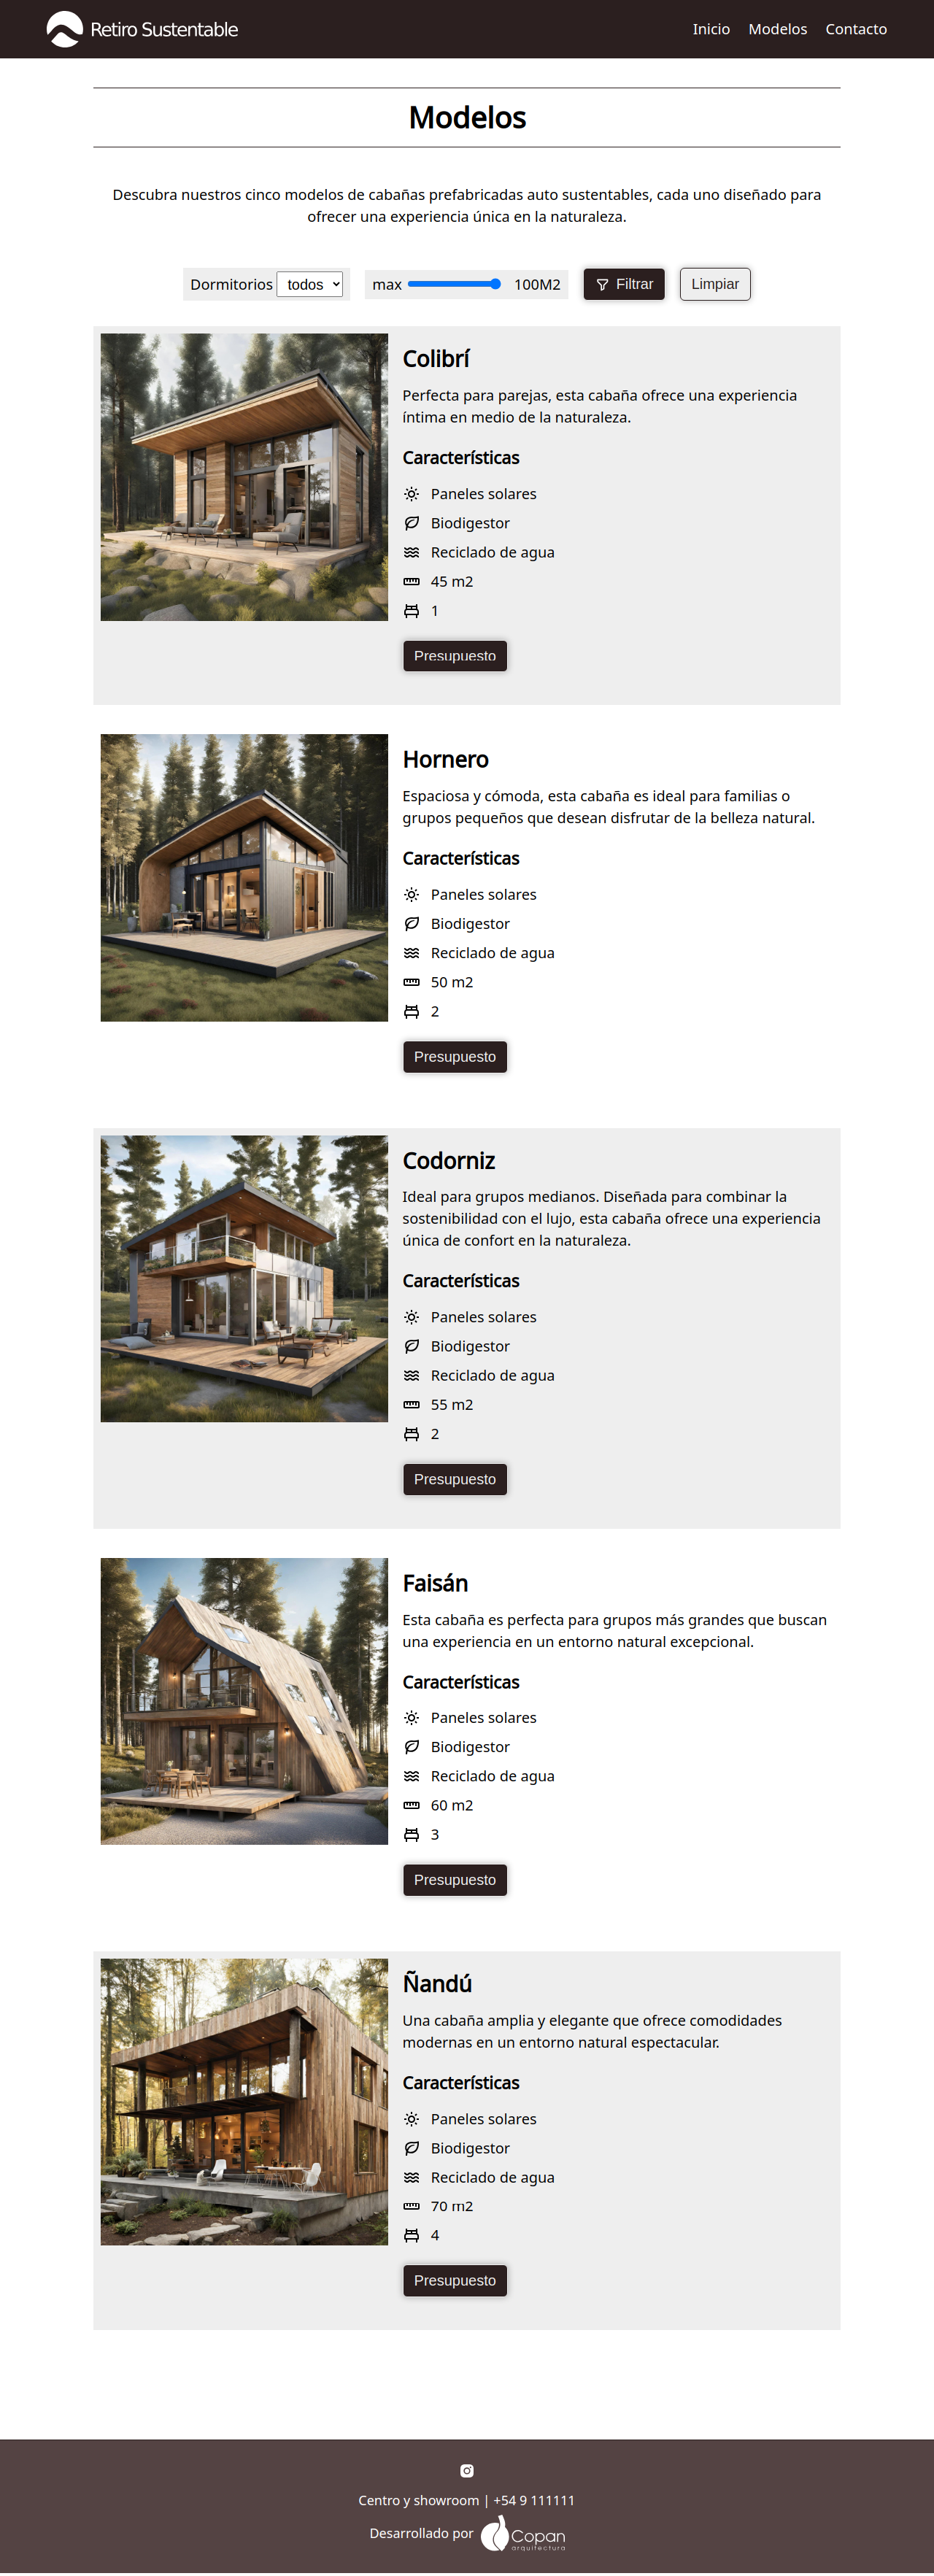 Retiro Sustentable
Inicio Modelos Contacto
Modelos
Descubra nuestros cinco modelos de cabañas prefabricadas auto sustentables, cada uno diseñado para
ofrecer una experiencia única en la naturaleza.
Dormitorios todos max 100M2 Filtrar Limpiar
Colibrí
Perfecta para parejas, esta cabaña ofrece una experiencia
íntima en medio de la naturaleza.
Características
Paneles solares
Biodigestor
Reciclado de agua
45 m2
1
Presupuesto
Hornero
Espaciosa y cómoda, esta cabaña es ideal para familias o
grupos pequeños que desean disfrutar de la belleza natural.
Características
Paneles solares
Biodigestor
Reciclado de agua
50 m2
2
Presupuesto
Codorniz
Ideal para grupos medianos. Diseñada para combinar la
sostenibilidad con el lujo, esta cabaña ofrece una experiencia
única de confort en la naturaleza.
Características
Paneles solares
Biodigestor
Reciclado de agua
55 m2
2
Presupuesto
Faisán
Esta cabaña es perfecta para grupos más grandes que buscan
una experiencia en un entorno natural excepcional.
Características
Paneles solares
Biodigestor
Reciclado de agua
60 m2
3
Presupuesto
Ñandú
Una cabaña amplia y elegante que ofrece comodidades
modernas en un entorno natural espectacular.
Características
Paneles solares
Biodigestor
Reciclado de agua
70 m2
4
Presupuesto
Centro y showroom | +54 9 111111
Desarrollado por Copan
arquitectura